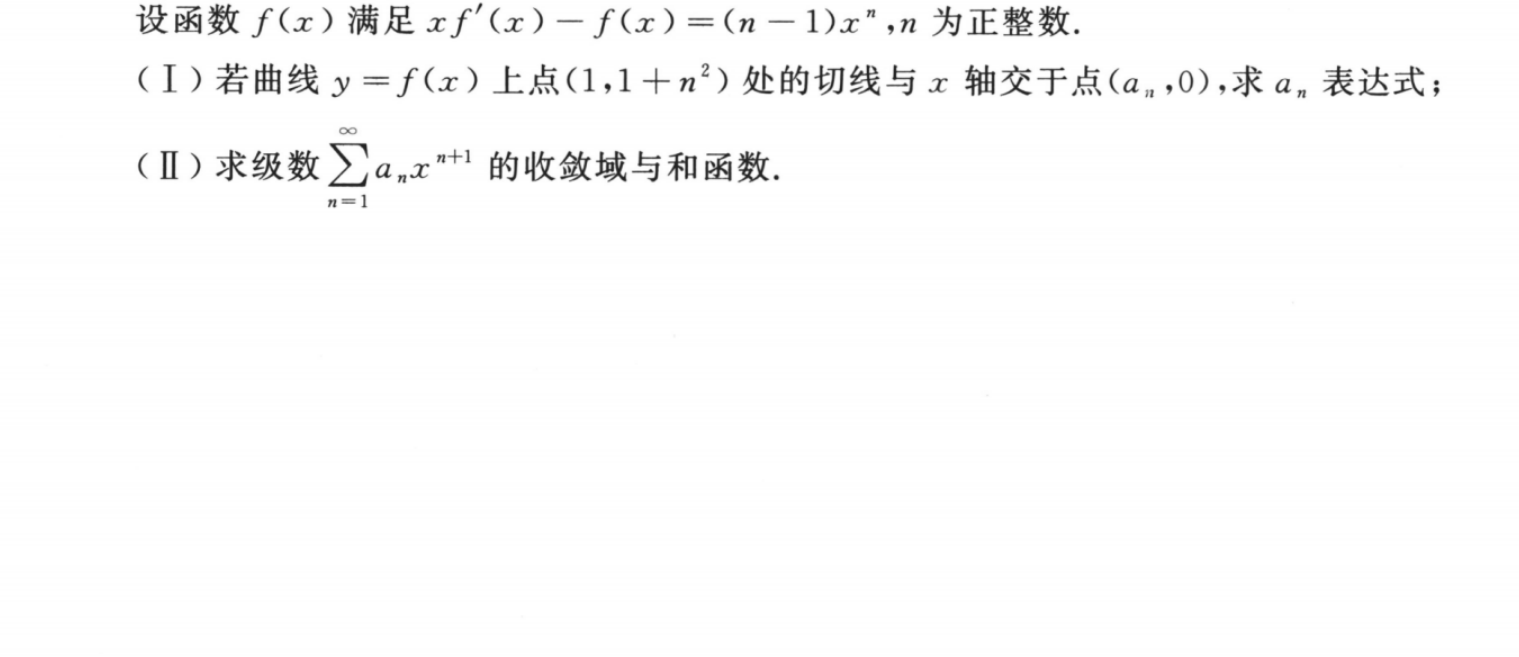 设函数 f(x) 满足 xf′(x) − f(x) = (n − 1)xⁿ, n 为正整数.
(Ⅰ) 若曲线 y = f(x) 上点(1,1+n²) 处的切线与 x 轴交于点(aₙ,0),求 aₙ 表达式;
(Ⅱ) 求级数 ∑_{n=1}^{∞} aₙxⁿ⁺¹ 的收敛域与和函数.